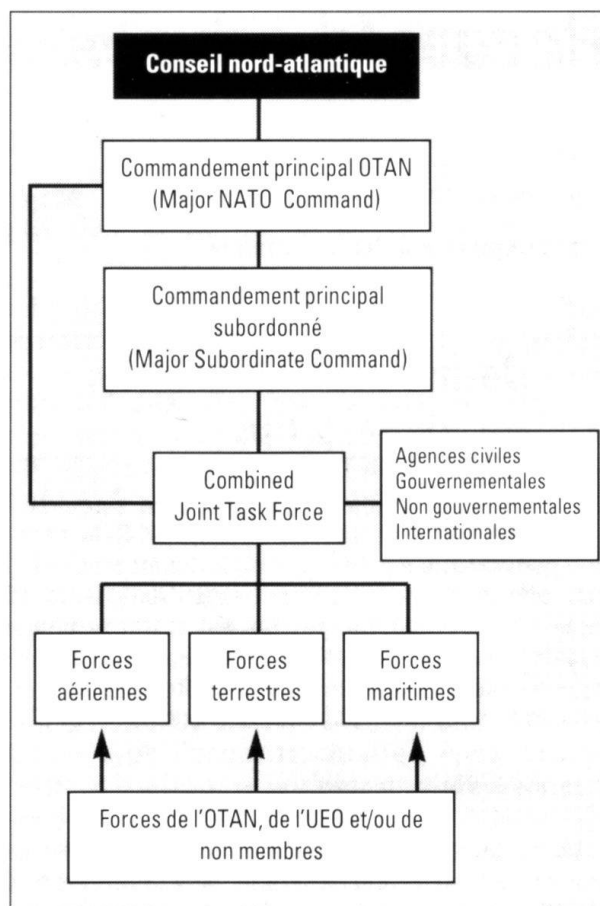 Conseil nord-atlantique
Commandement principal OTAN
(Major NATO Command)
Commandement principal
subordonné
(Major Subordinate Command)
Combined
Joint Task Force
Agences civiles
Gouvernementales
Non gouvernementales
Internationales
Forces
aériennes
Forces
terrestres
Forces
maritimes
Forces de l'OTAN, de l'UEO et/ou de
non membres